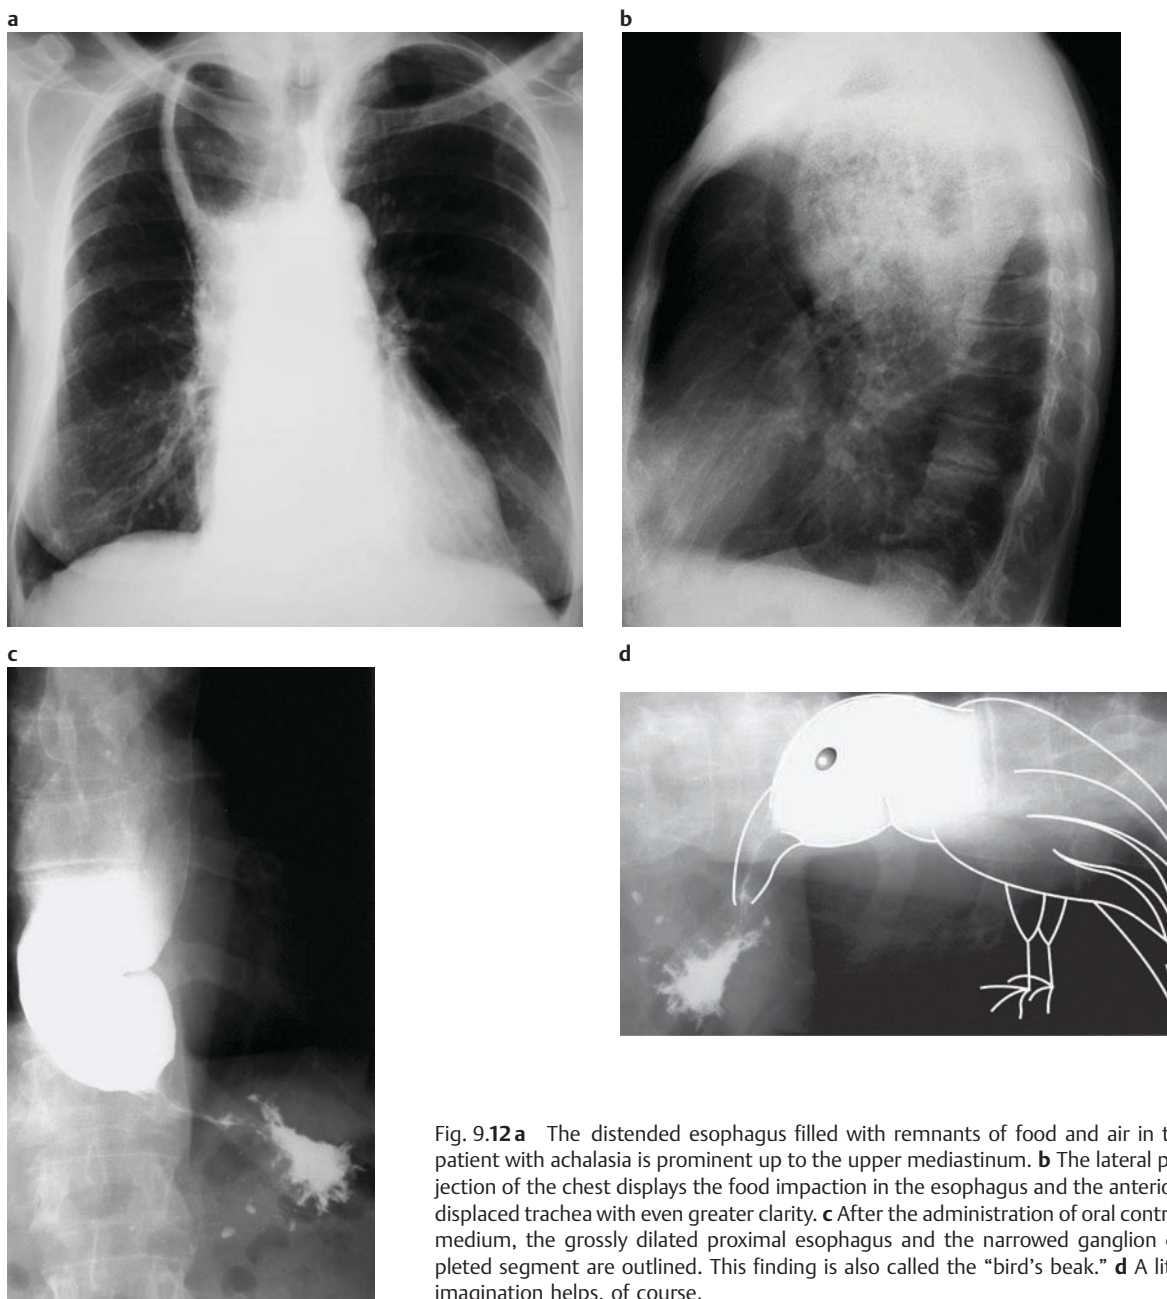 a
b
c
d
Fig. 9.12 a The distended esophagus filled with remnants of food and air in t
patient with achalasia is prominent up to the upper mediastinum. b The lateral p
jection of the chest displays the food impaction in the esophagus and the anterio
displaced trachea with even greater clarity. c After the administration of oral contr
medium, the grossly dilated proximal esophagus and the narrowed ganglion
pleted segment are outlined. This finding is also called the “bird’s beak.” d A lit
imagination helps, of course.